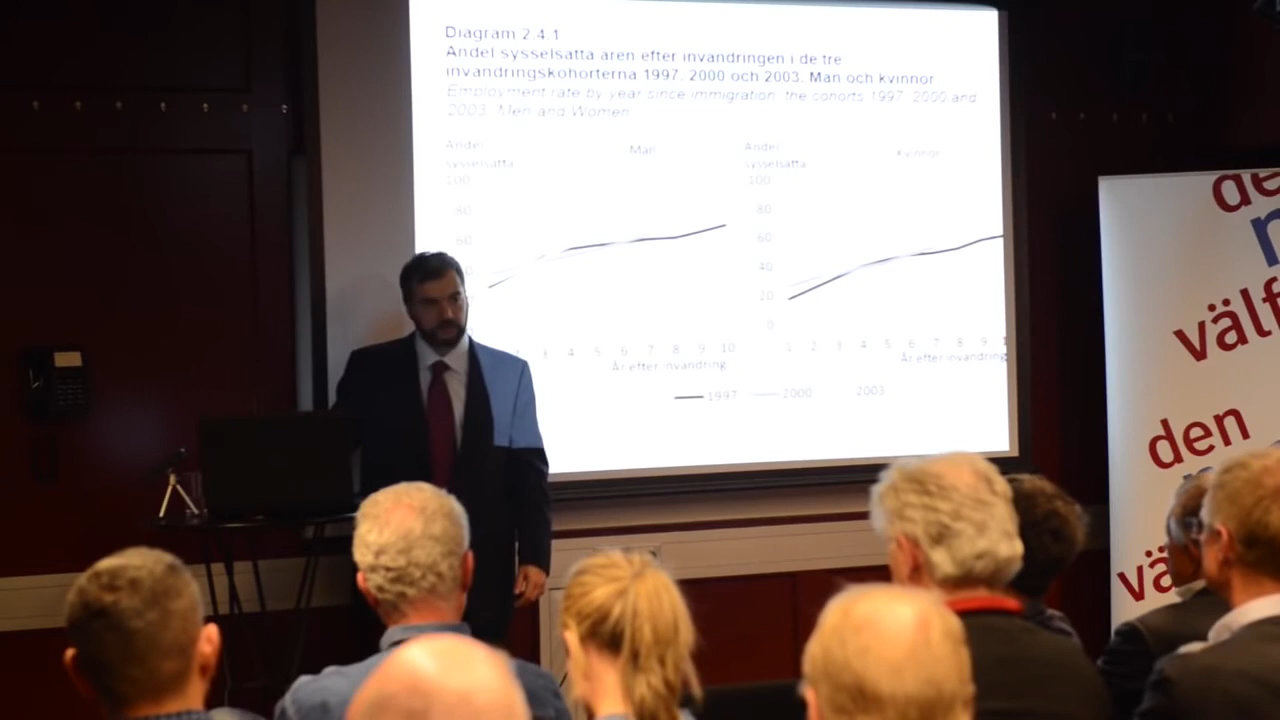 Diagram 2.4.1
Andel sysselsatta åren efter invandringen i de tre
invandringskohorterna 1997, 2000 och 2003. Män och kvinnor
Employment rate by year since immigration, the cohorts 1997, 2000 and
2003. Men and Women
Andel
sysselsatta
Män
Andel
sysselsatta
Kvinnor
100
80
60
100
80
60
40
20
0
3 4 5 6 7 8 9 10
År efter invandring
1 2 3 4 5 6 7 8 9 1
År efter invandring
1997 2000 2003
de
välf
den
vä